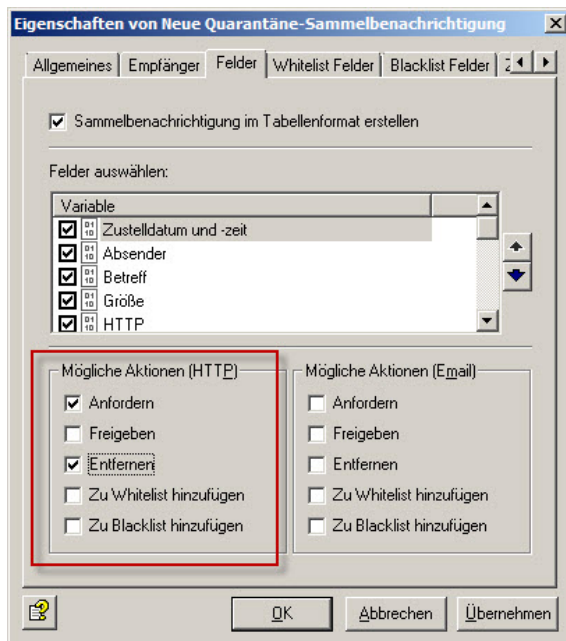 Eigenschaften von Neue Quarantäne-Sammelbenachrichtigung
Allgemeines Empfänger Felder Whitelist Felder Blacklist Felder
Sammelbenachrichtigung im Tabellenformat erstellen
Felder auswählen:
Variable
Zustelldatum und -zeit
Absender
Betreff
Größe
HTTP
Mögliche Aktionen (HTTP) Mögliche Aktionen (Email)
Anfordern Anfordern
Freigeben Freigeben
Entfernen Entfernen
Zu Whitelist hinzufügen Zu Whitelist hinzufügen
Zu Blacklist hinzufügen Zu Blacklist hinzufügen
OK Abbrechen Übernehmen